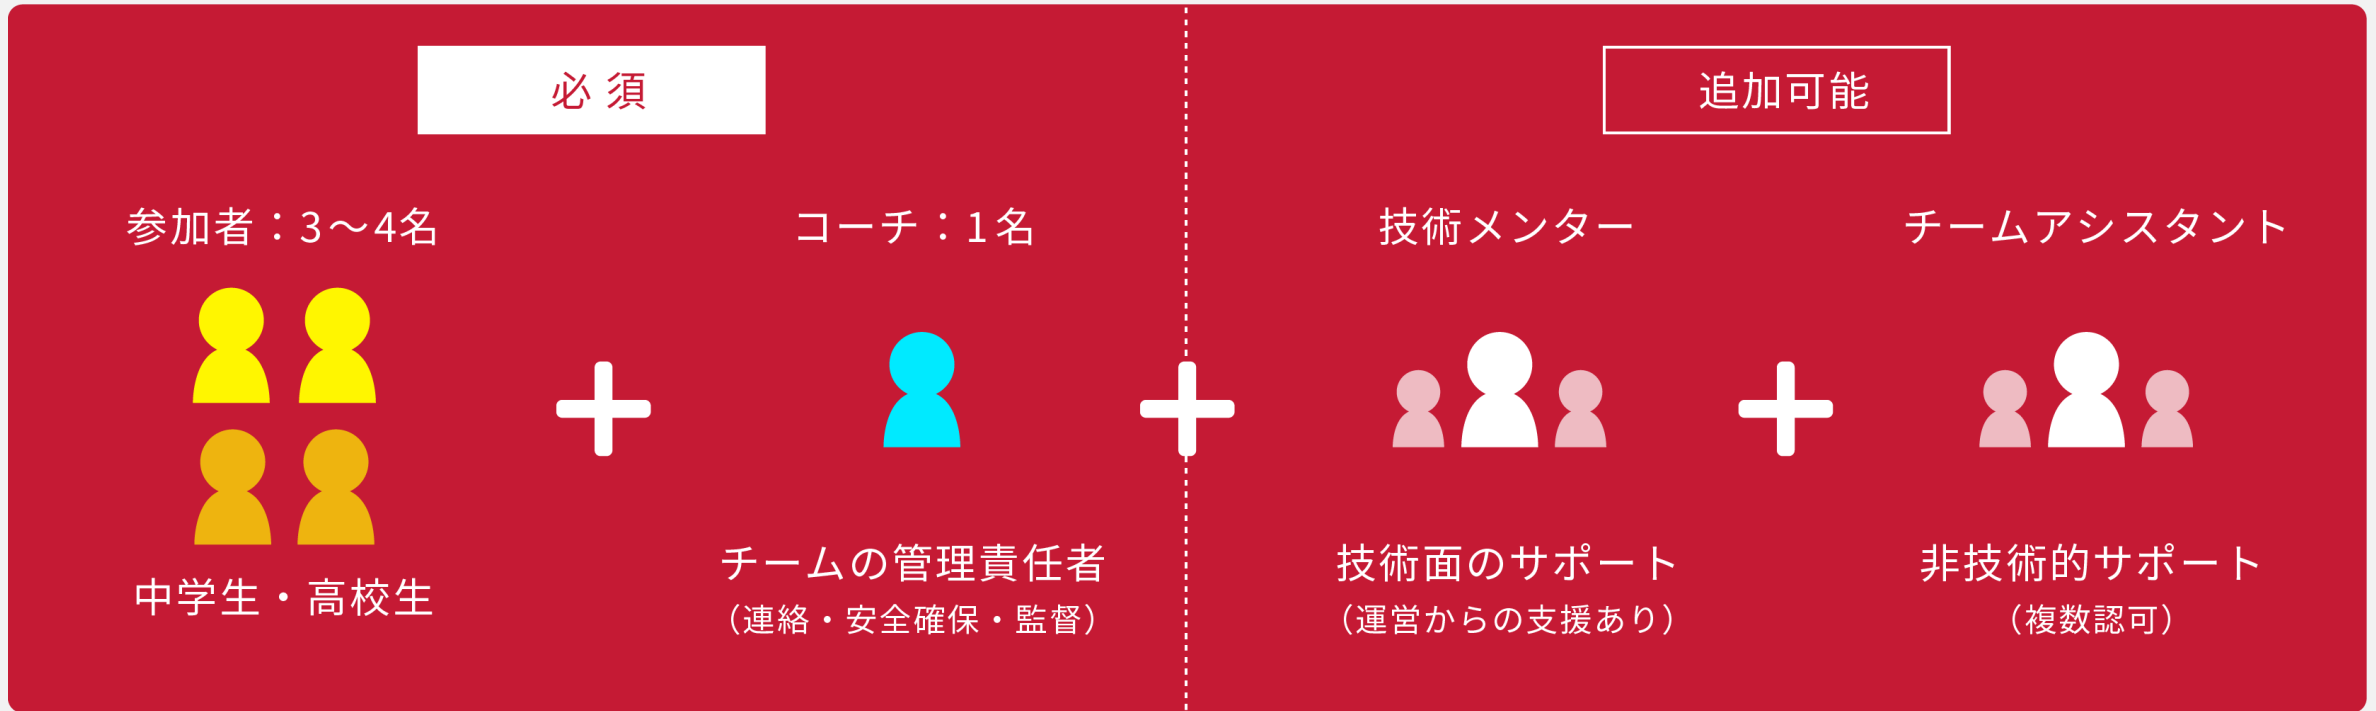 必 須
追加可能
参加者：3〜4名
コーチ：1名
技術メンター
チームアシスタント
中学生・高校生
チームの管理責任者
（連絡・安全確保・監督）
技術面のサポート
（運営からの支援あり）
非技術的サポート
（複数認可）